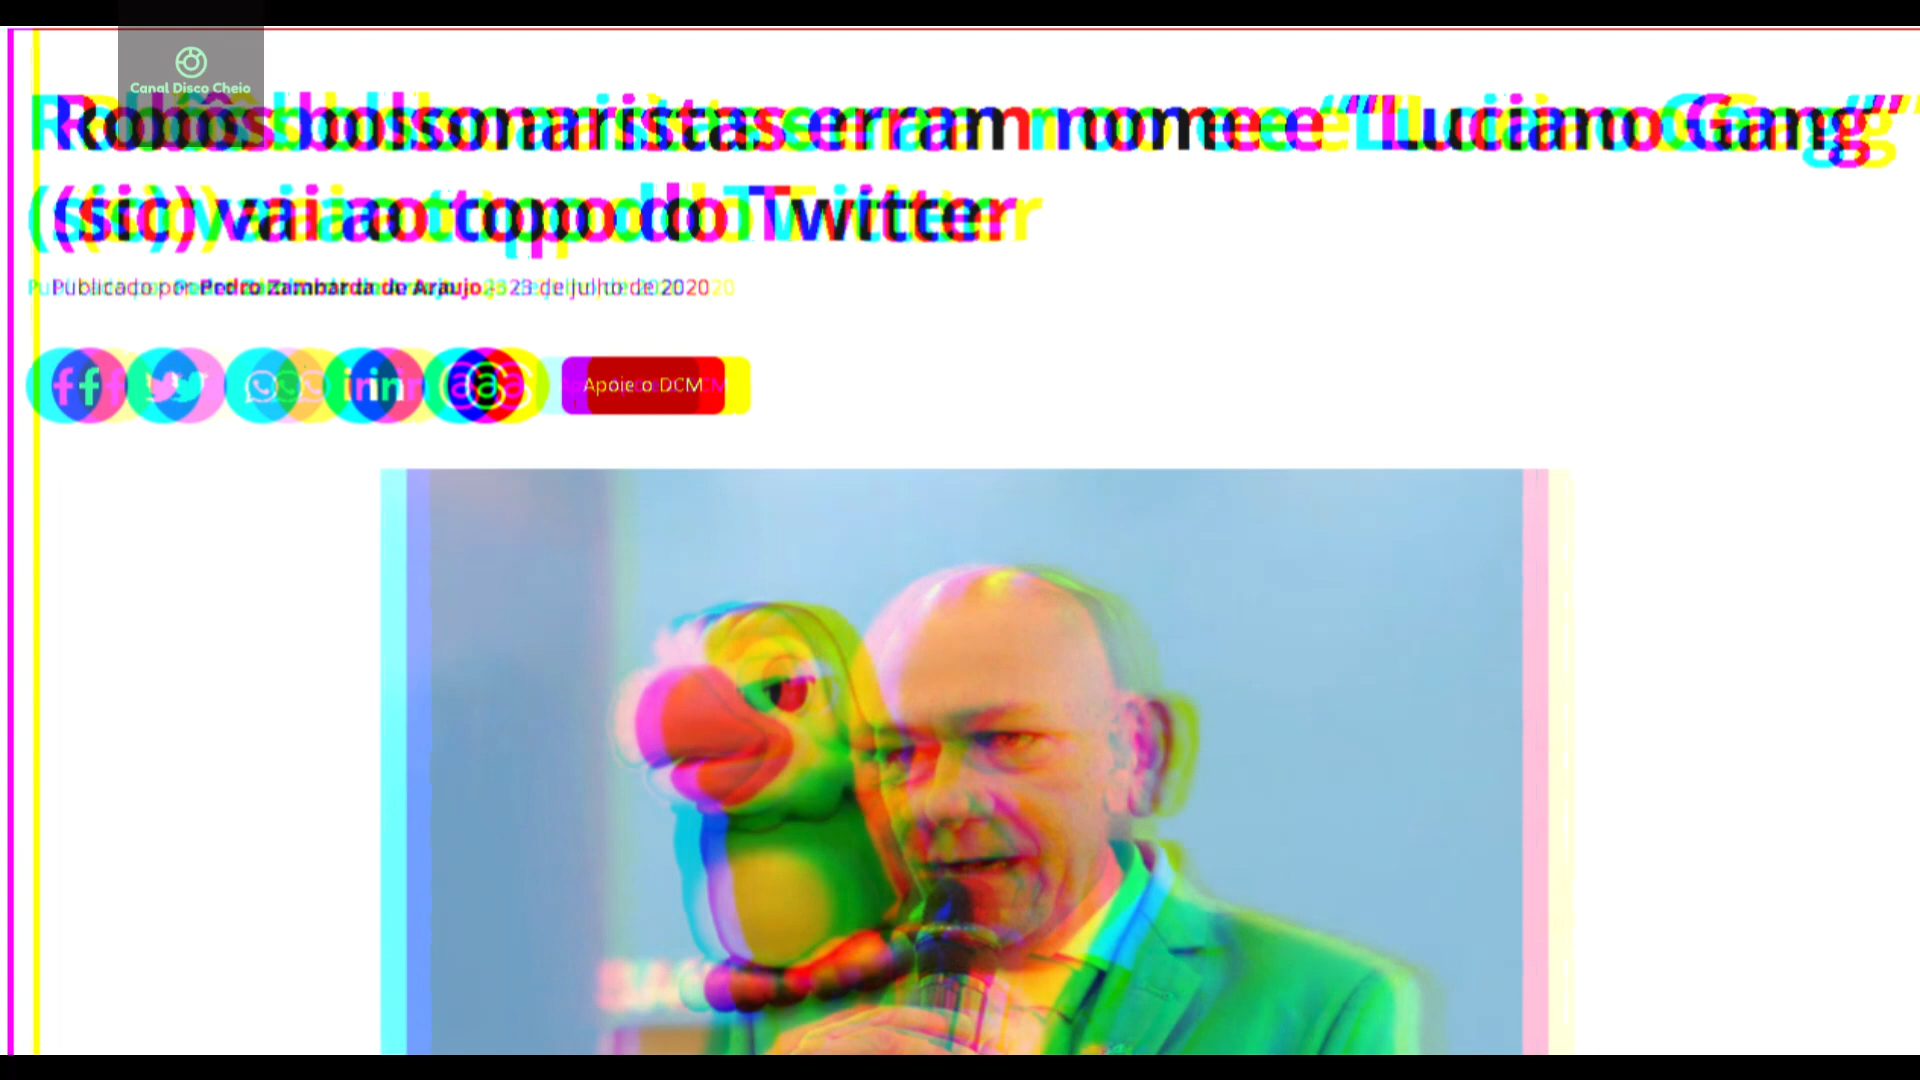 Canal Disco Cheio
Robôs bolsonaristas erram nome e “Luciano Gang”
(sic) vai ao topo do Twitter
Publicado por Pedro Zambarda de Araujo - 23 de julho de 2020
Apoie o DCM